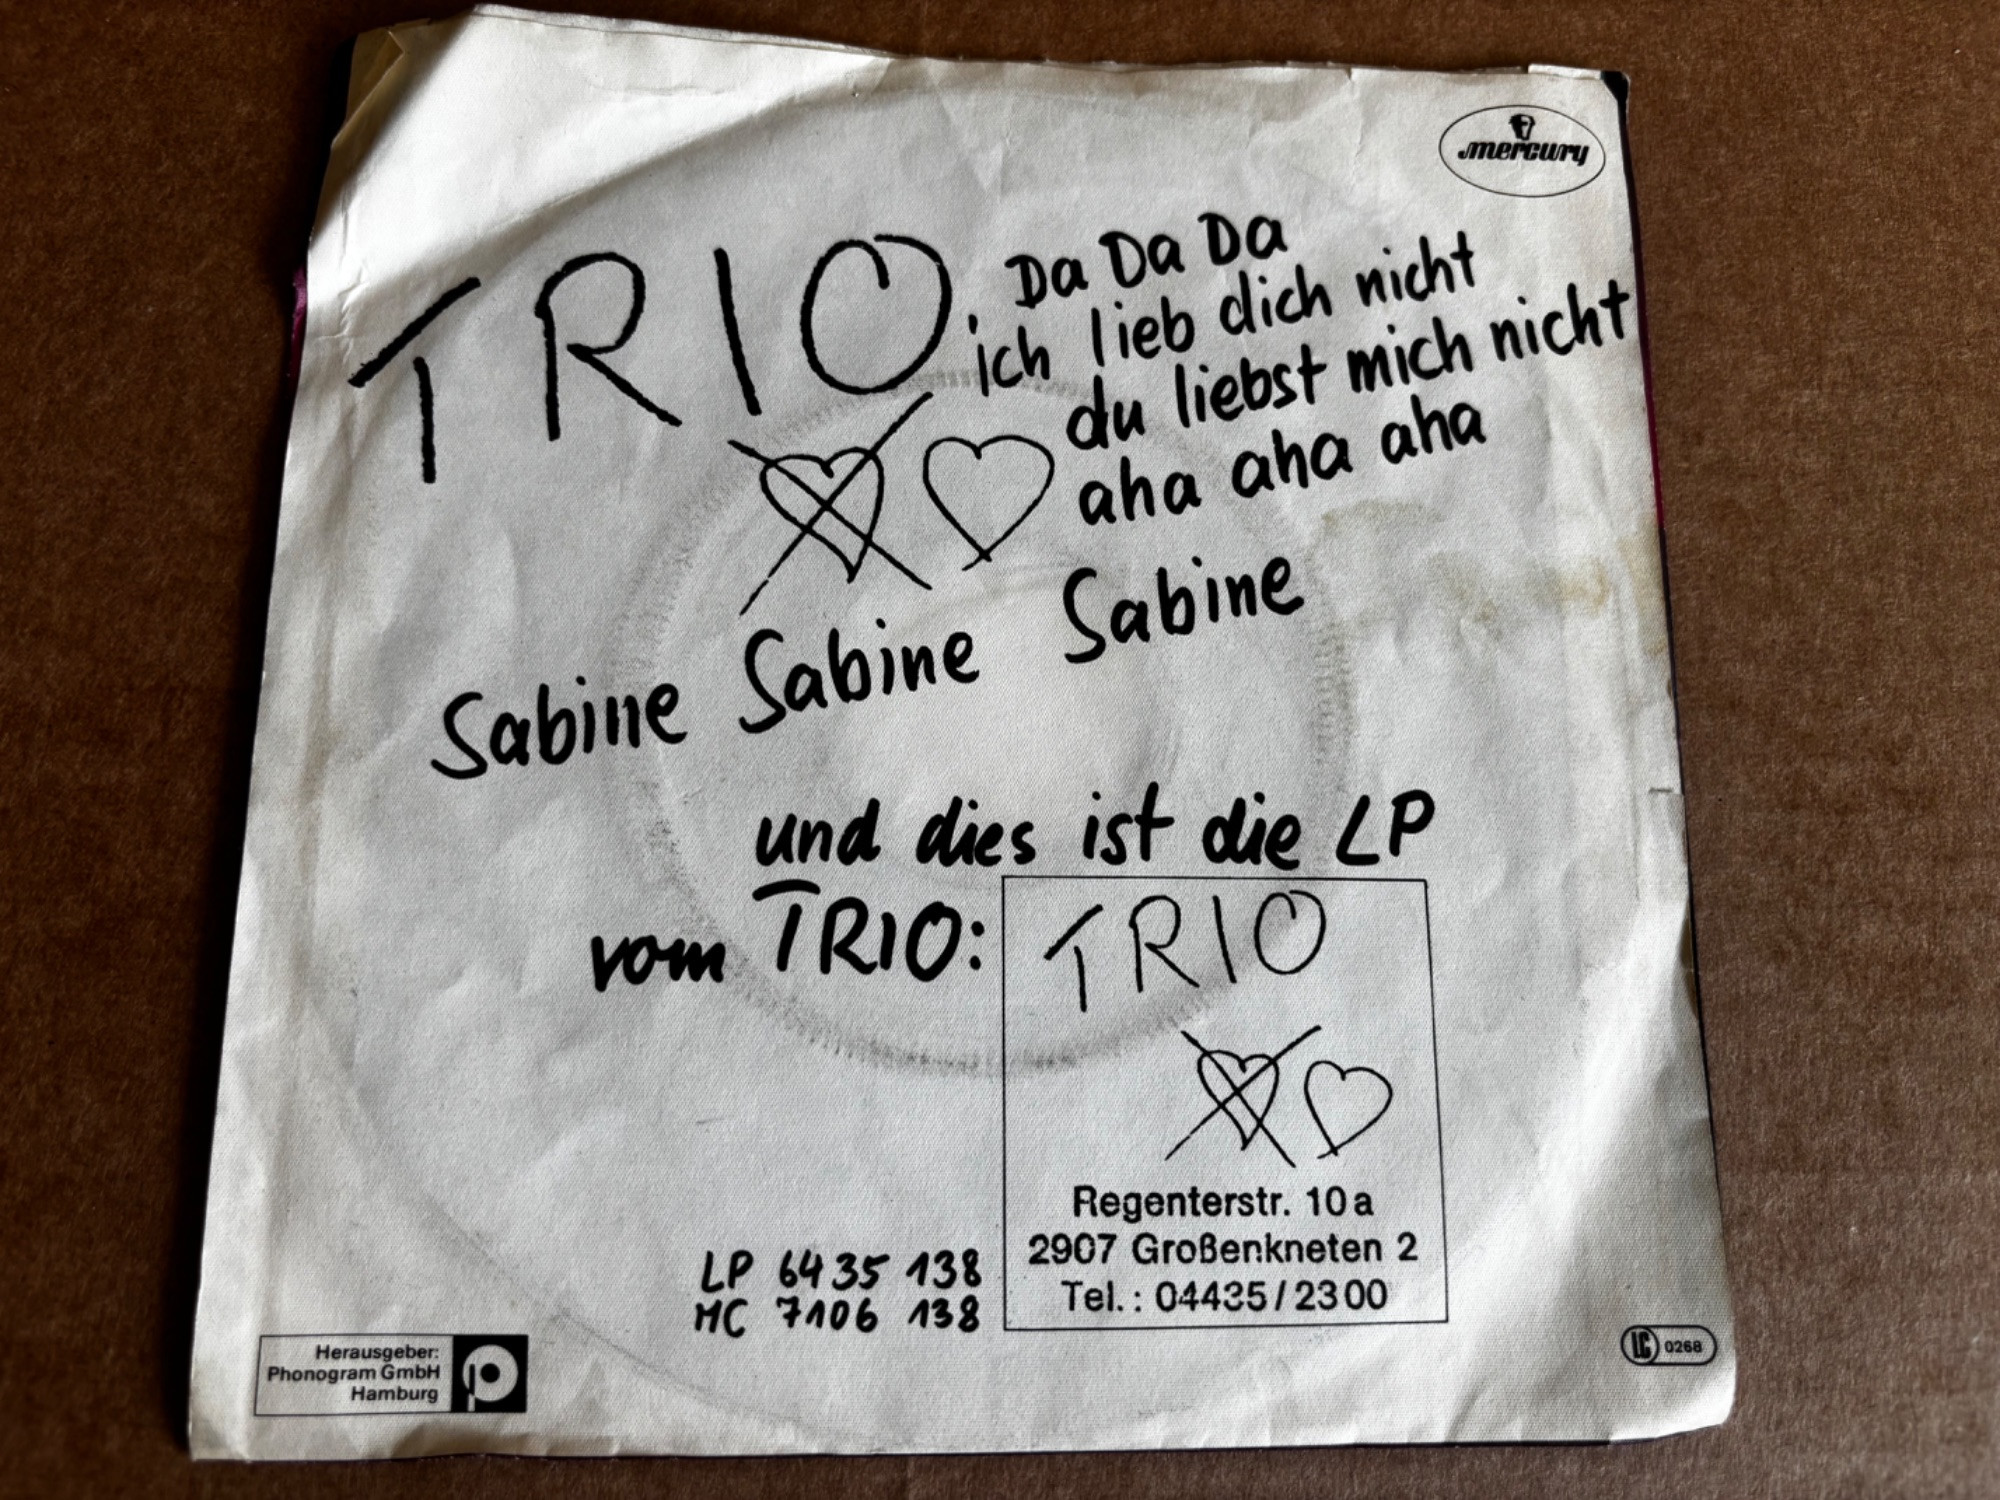 mercury
TRIO
Da Da Da
ich lieb dich nicht
du liebst mich nicht
aha aha aha
Sabine Sabine Sabine
und dies ist die LP
vom TRIO:
TRIO
Regenterstr. 10 a
2907 Großenkneten 2
Tel.: 04435/2300
LP 6435 138
MC 7106 138
Herausgeber:
Phonogram GmbH
Hamburg
p
LC 0268